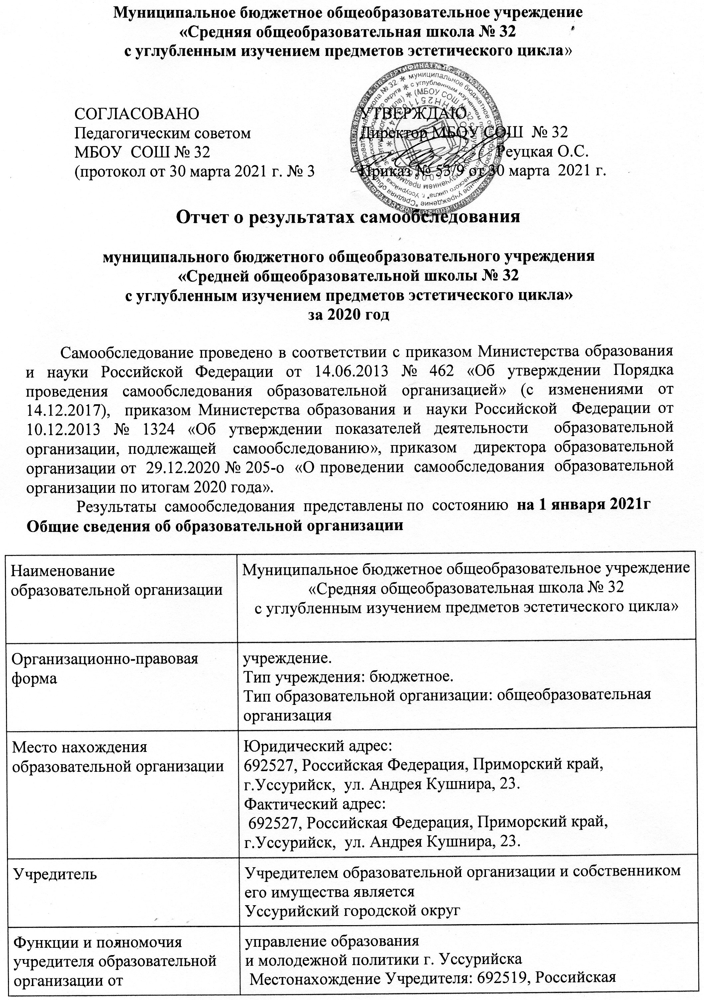 Муниципальное бюджетное общеобразовательное учреждение
«Средняя общеобразовательная школа № 32
с углубленным изучением предметов эстетического цикла»
СОГЛАСОВАНО
Педагогическим советом
МБОУ СОШ № 32
(протокол от 30 марта 2021 г. № 3
УТВЕРЖДАЮ
Директор МБОУ СОШ № 32
Реуцкая О.С.
Приказ № 53/9 от 30 марта 2021 г.
Отчет о результатах самообследования
муниципального бюджетного общеобразовательного учреждения
«Средней общеобразовательной школы № 32
с углубленным изучением предметов эстетического цикла»
за 2020 год
Самообследование проведено в соответствии с приказом Министерства образования
и науки Российской Федерации от 14.06.2013 № 462 «Об утверждении Порядка
проведения самообследования образовательной организацией» (с изменениями от
14.12.2017), приказом Министерства образования и науки Российской Федерации от
10.12.2013 № 1324 «Об утверждении показателей деятельности образовательной
организации, подлежащей самообследованию», приказом директора образовательной
организации от 29.12.2020 № 205-о «О проведении самообследования образовательной
организации по итогам 2020 года».
Результаты самообследования представлены по состоянию на 1 января 2021г
Общие сведения об образовательной организации
Наименование
образовательной организации
Муниципальное бюджетное общеобразовательное учреждение
«Средняя общеобразовательная школа № 32
с углубленным изучением предметов эстетического цикла»
Организационно-правовая
форма
учреждение.
Тип учреждения: бюджетное.
Тип образовательной организации: общеобразовательная
организация
Место нахождения
образовательной организации
Юридический адрес:
692527, Российская Федерация, Приморский край,
г.Уссурийск, ул. Андрея Кушнира, 23.
Фактический адрес:
692527, Российская Федерация, Приморский край,
г.Уссурийск, ул. Андрея Кушнира, 23.
Учредитель
Учредителем образовательной организации и собственником
его имущества является
Уссурийский городской округ
Функции и полномочия
учредителя образовательной
организации от
управление образования
и молодежной политики г. Уссурийска
Местонахождение Учредителя: 692519, Российская